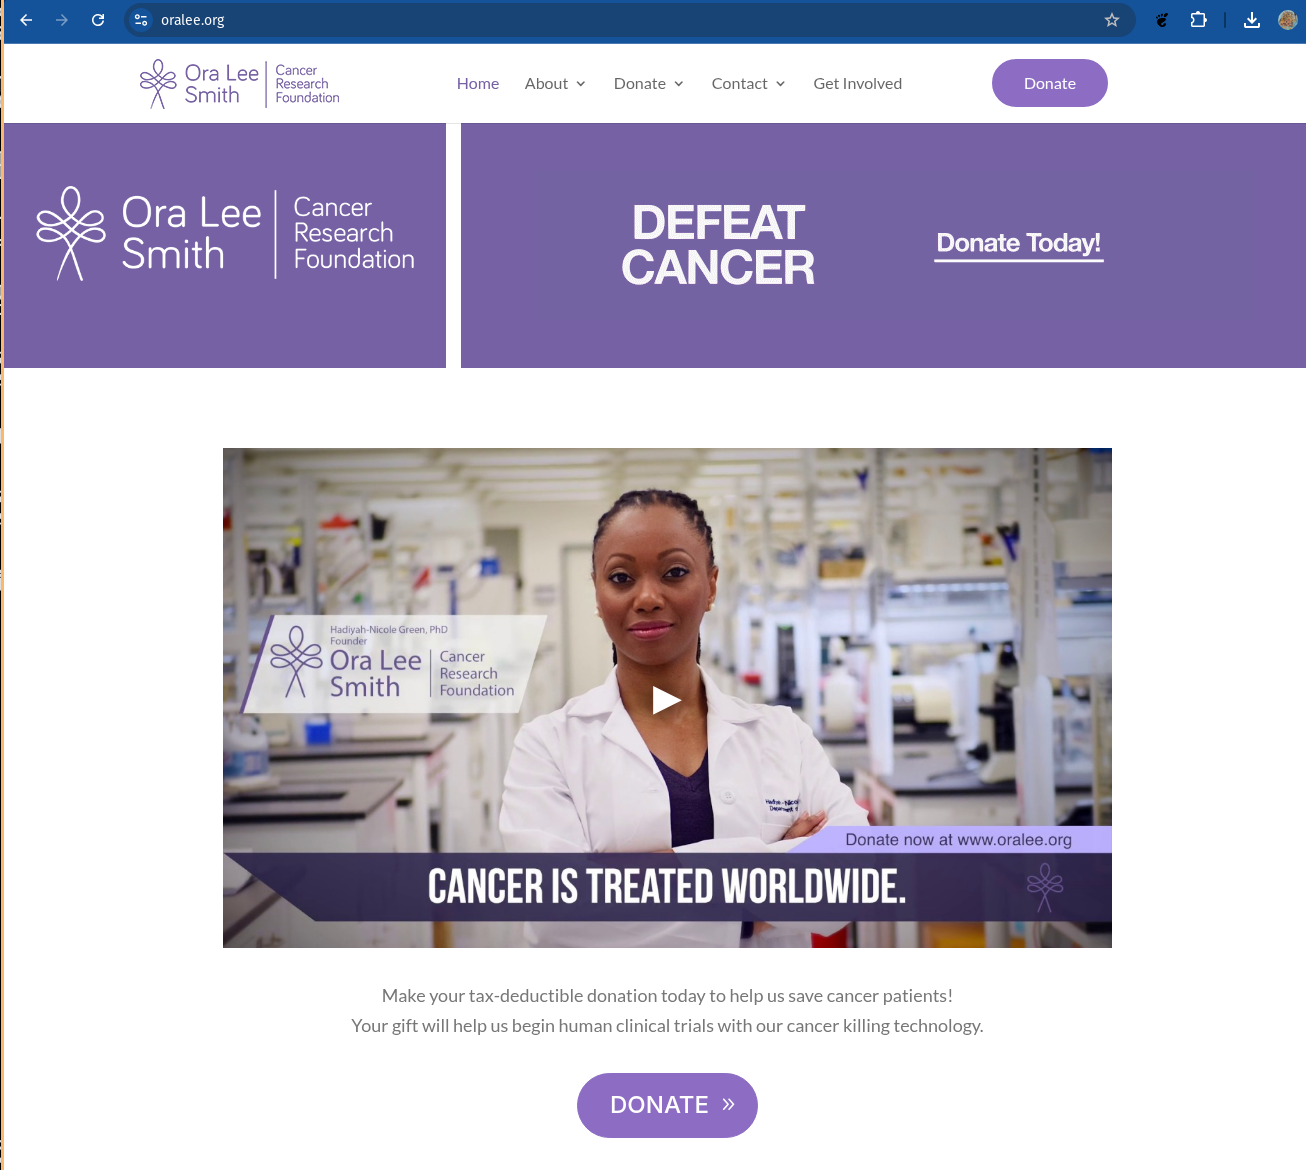 oralee.org
Ora Lee Smith | Cancer Research Foundation
Home About Donate Contact Get Involved Donate
Ora Lee
Smith
Cancer
Research
Foundation
DEFEAT
CANCER
Donate Today!
Hadiyah-Nicole Green, PhD
Founder
Ora Lee
Smith
Cancer
Research
Foundation
Donate now at www.oralee.org
CANCER IS TREATED WORLDWIDE.
Make your tax-deductible donation today to help us save cancer patients!
Your gift will help us begin human clinical trials with our cancer killing technology.
DONATE